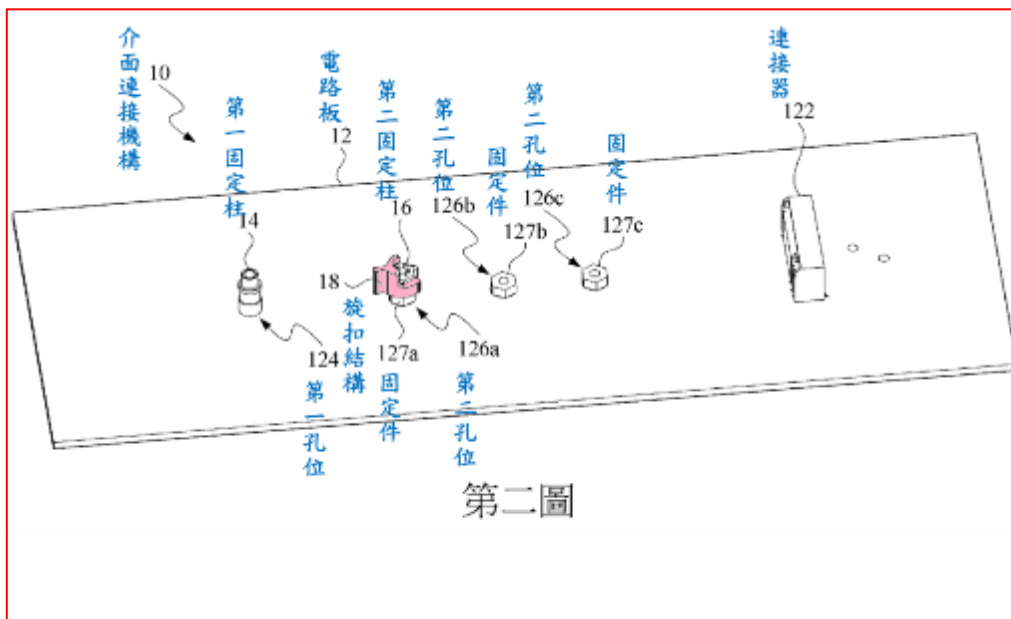 介面連接機構
10
第一固定柱
14
電路板
12
第二固定柱
16
第二孔位
126b
固定件
127b
第二孔位
126c
固定件
127c
連接器
122
18
旋扣結構
124
第一孔位
127a
固定件
126a
第二孔位
第二圖